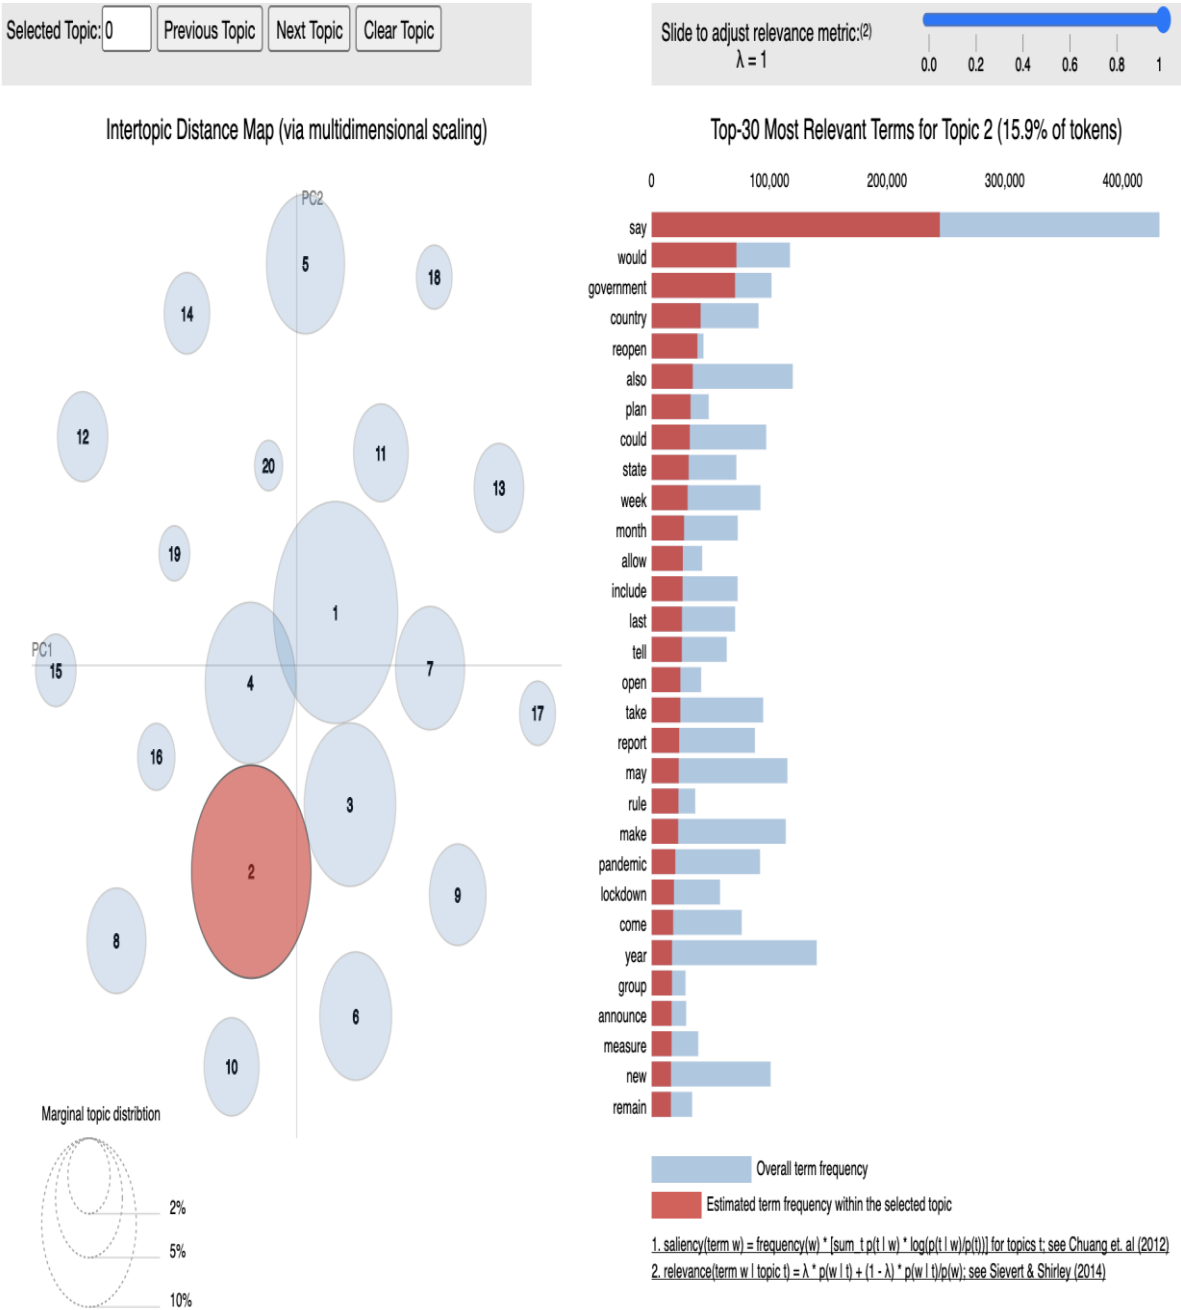 Selected Topic: 0 Previous Topic Next Topic Clear Topic
Slide to adjust relevance metric:(2)
λ = 1
0.0 0.2 0.4 0.6 0.8 1
Intertopic Distance Map (via multidimensional scaling)
PC2
5
18
14
12
11
20
13
19
1
PC1
15
4
7
17
16
3
2
9
8
6
10
Marginal topic distribtion
2%
5%
10%
Top-30 Most Relevant Terms for Topic 2 (15.9% of tokens)
0 100,000 200,000 300,000 400,000
say
would
government
country
reopen
also
plan
could
state
week
month
allow
include
last
tell
open
take
report
may
rule
make
pandemic
lockdown
come
year
group
announce
measure
new
remain
Overall term frequency
Estimated term frequency within the selected topic
1. saliency(term w) = frequency(w) * [sum_t p(t | w) * log(p(t | w)/p(t))] for topics t; see Chuang et. al (2012)
2. relevance(term w | topic t) = λ * p(w | t) + (1 - λ) * p(w | t)/p(w); see Sievert & Shirley (2014)